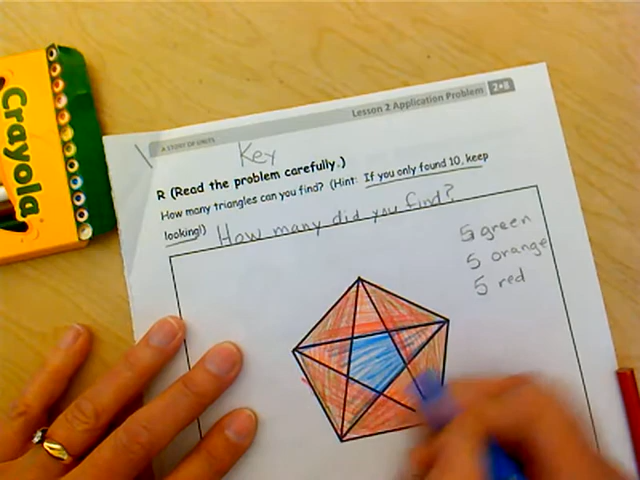 Crayola
Lesson 2 Application Problem 2•8
A STORY OF UNITS
Key
R (Read the problem carefully.)
How many triangles can you find? (Hint: If you only found 10, keep
looking!) How many did you find?
5 green
5 orange
5 red